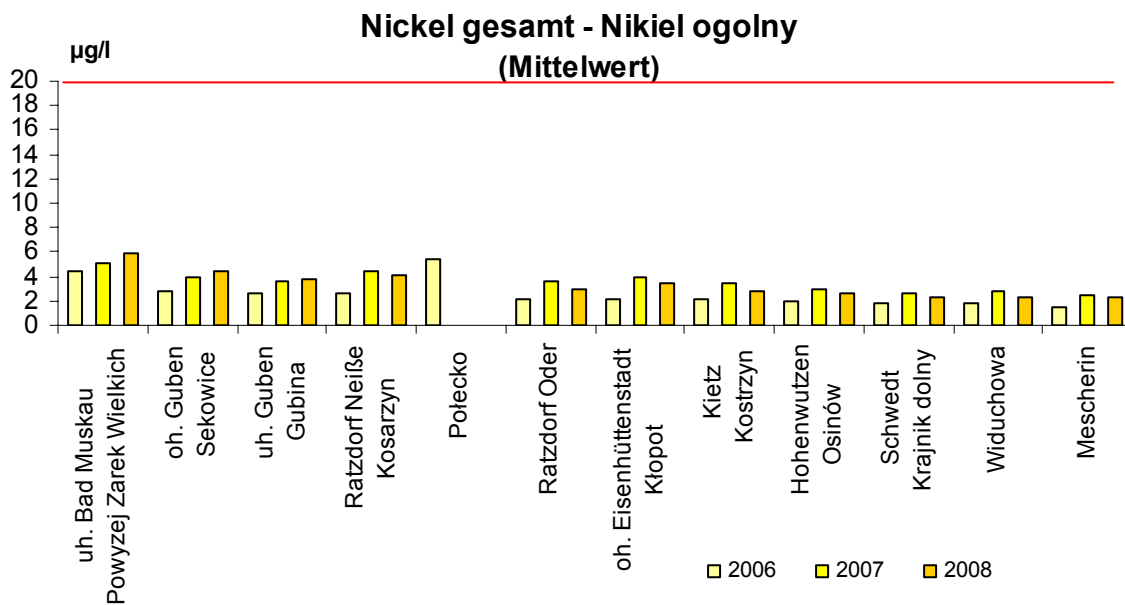 Nickel gesamt - Nikiel ogolny
(Mittelwert)
µg/l
20
18
16
14
12
10
8
6
4
2
0
uh. Bad Muskau
Powyzej Zarek Wielkich
oh. Guben
Sekowice
uh. Guben
Gubina
Ratzdorf Neiße
Kosarzyn
Połecko
Ratzdorf Oder
oh. Eisenhüttenstadt
Kłopot
Kietz
Kostrzyn
Hohenwutzen
Osinów
Schwedt
Krajnik dolny
Widuchowa
Mescherin
2006
2007
2008